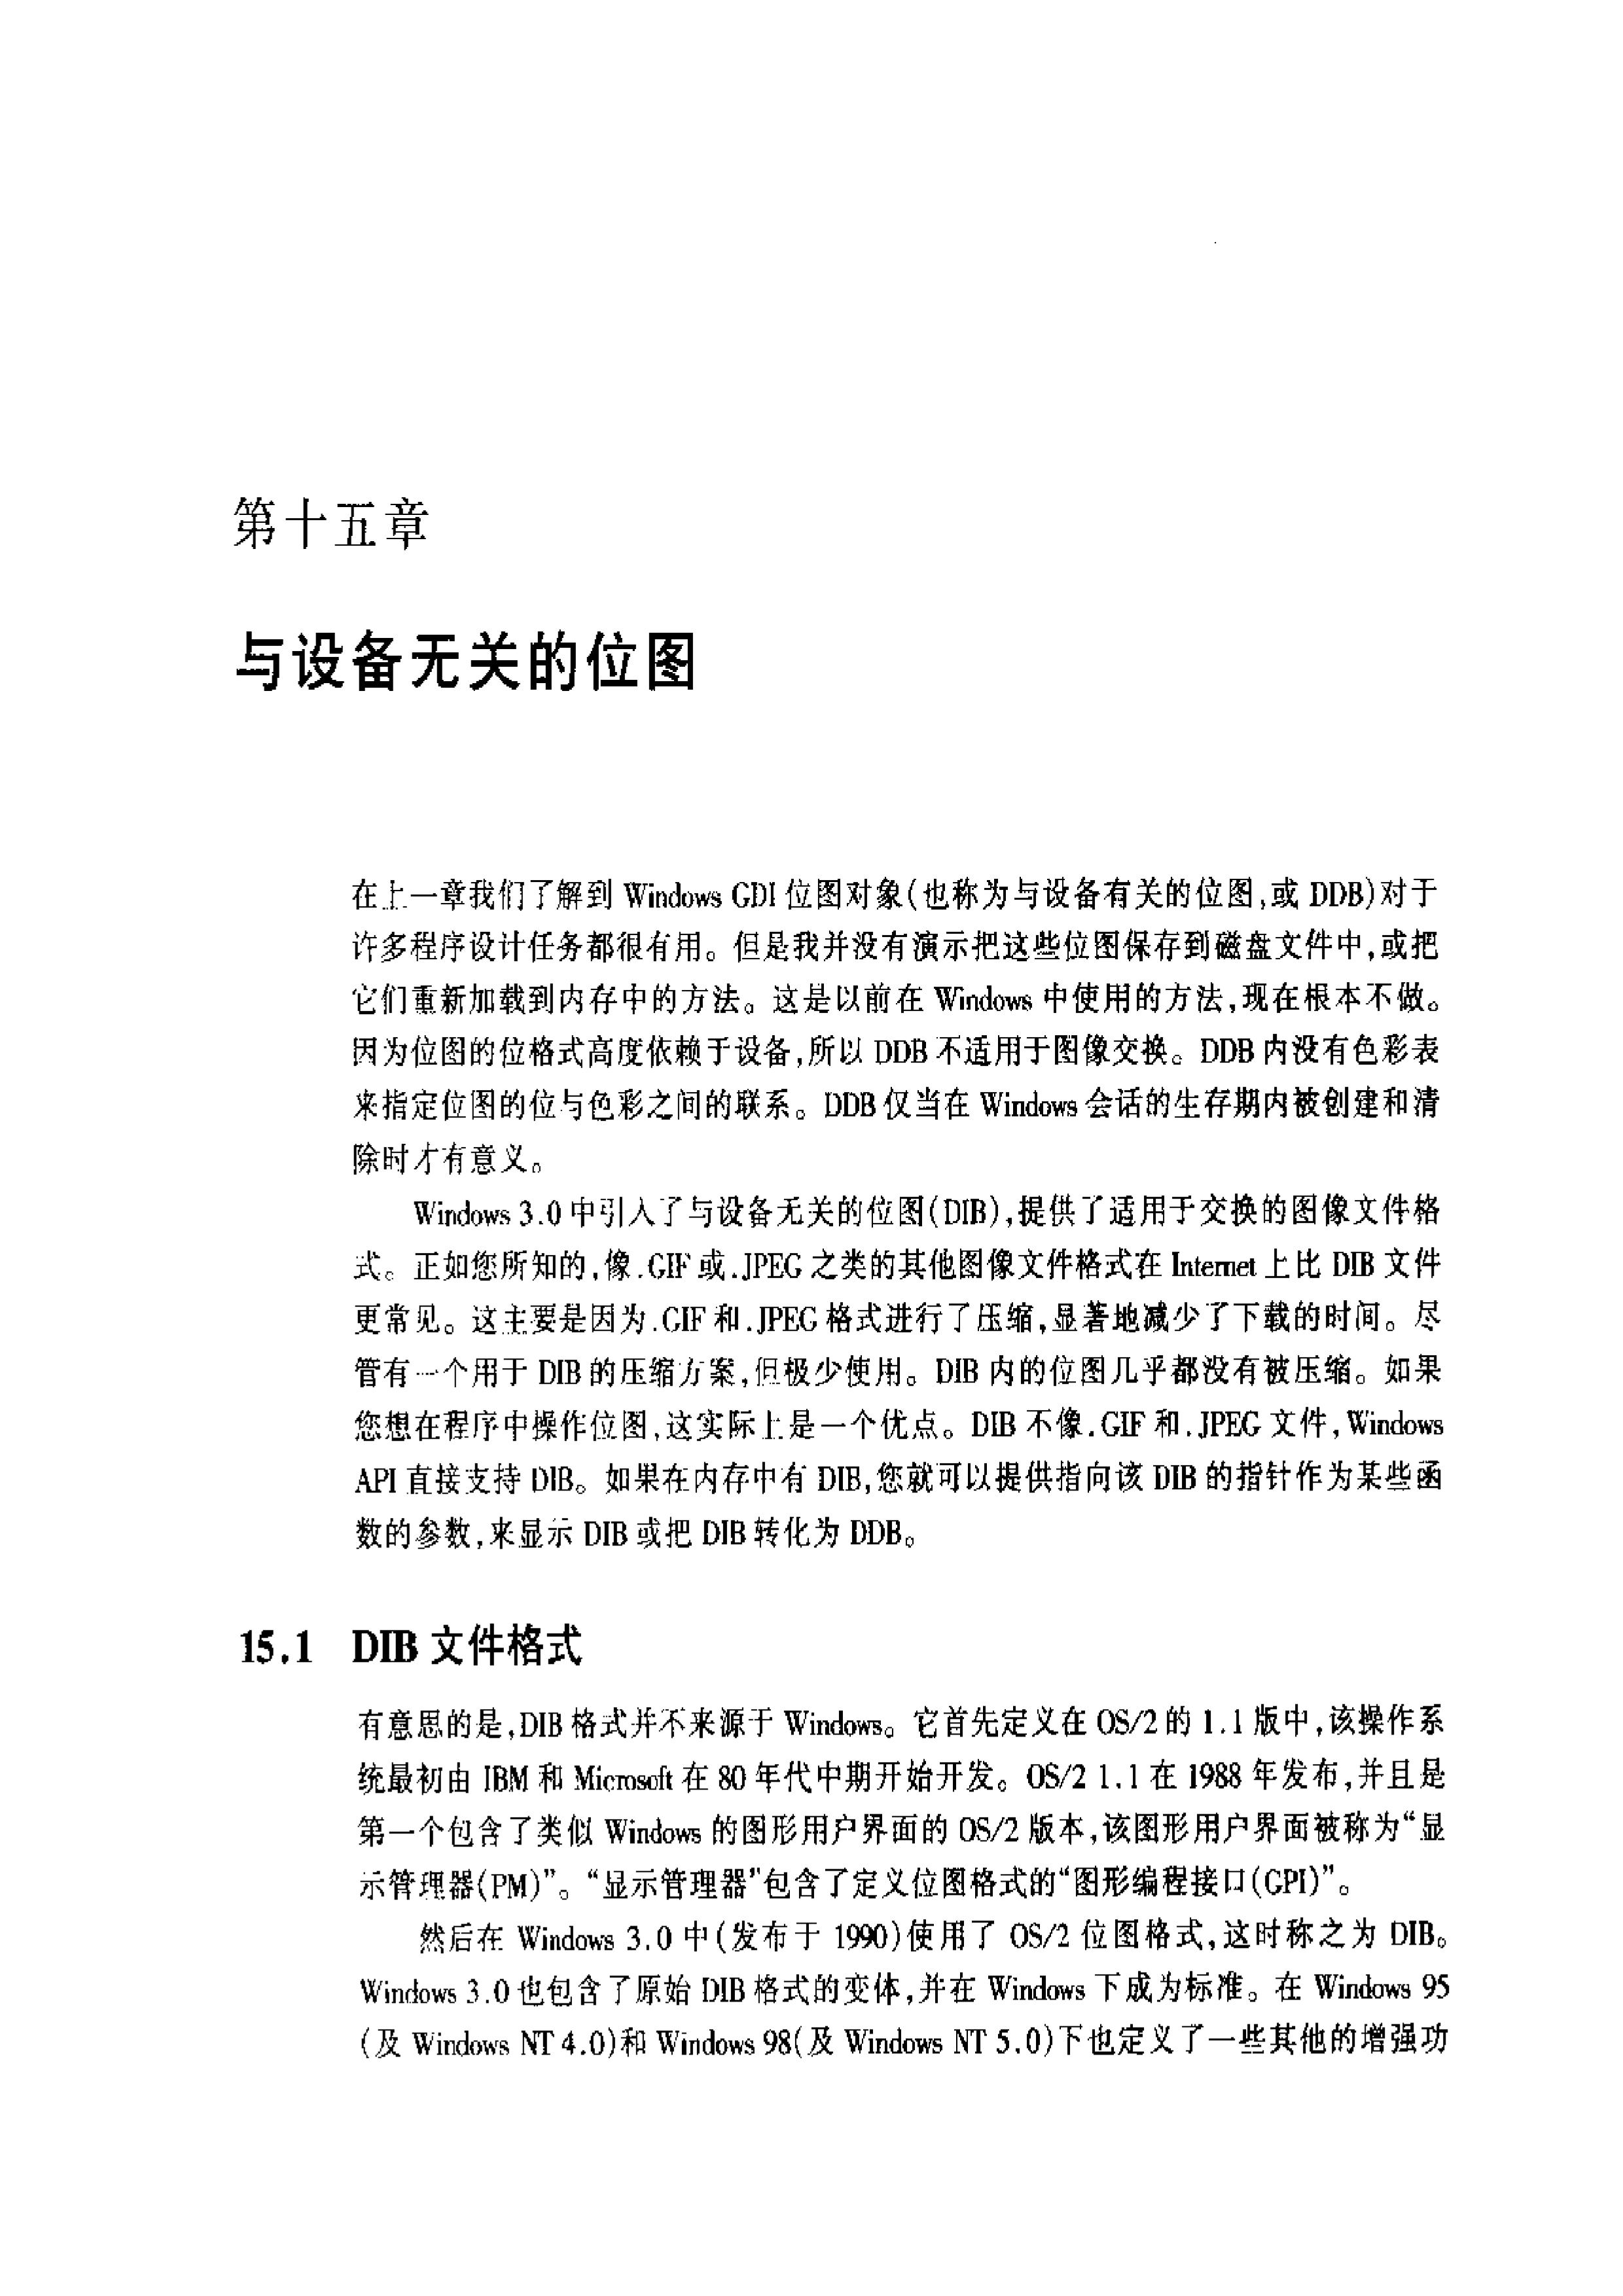 第十五章
与设备无关的位图
在上一章我们了解到 Windows GDI 位图对象(也称为与设备有关的位图,或 DDB)对于
许多程序设计任务都很有用。但是我并没有演示把这些位图保存到磁盘文件中,或把
它们重新加载到内存中的方法。这是以前在 Windows 中使用的方法,现在根本不做。
因为位图的位格式高度依赖于设备,所以 DDB 不适用于图像交换。DDB 内没有色彩表
来指定位图的位与色彩之间的联系。DDB 仅当在 Windows 会话的生存期内被创建和清
除时才有意义。
Windows 3.0 中引入了与设备无关的位图(DIB),提供了适用于交换的图像文件格
式。正如您所知的,像.GIF 或.JPEG 之类的其他图像文件格式在 Internet 上比 DIB 文件
更常见。这主要是因为.GIF 和.JPEG 格式进行了压缩,显著地减少了下载的时间。尽
管有一个用于 DIB 的压缩方案,但极少使用。DIB 内的位图几乎都没有被压缩。如果
您想在程序中操作位图,这实际上是一个优点。DIB 不像.GIF 和.JPEG 文件,Windows
API 直接支持 DIB。如果在内存中有 DIB,您就可以提供指向该 DIB 的指针作为某些函
数的参数,来显示 DIB 或把 DIB 转化为 DDB。
15.1 DIB 文件格式
有意思的是,DIB 格式并不来源于 Windows。它首先定义在 OS/2 的 1.1 版中,该操作系
统最初由 IBM 和 Microsoft 在 80 年代中期开始开发。OS/2 1.1 在 1988 年发布,并且是
第一个包含了类似 Windows 的图形用户界面的 OS/2 版本,该图形用户界面被称为“显
示管理器(PM)”。“显示管理器”包含了定义位图格式的“图形编程接口(GPI)”。
然后在 Windows 3.0 中(发布于 1990)使用了 OS/2 位图格式,这时称之为 DIB。
Windows 3.0 也包含了原始 DIB 格式的变体,并在 Windows 下成为标准。在 Windows 95
(及 Windows NT 4.0)和 Windows 98(及 Windows NT 5.0)下也定义了一些其他的增强功